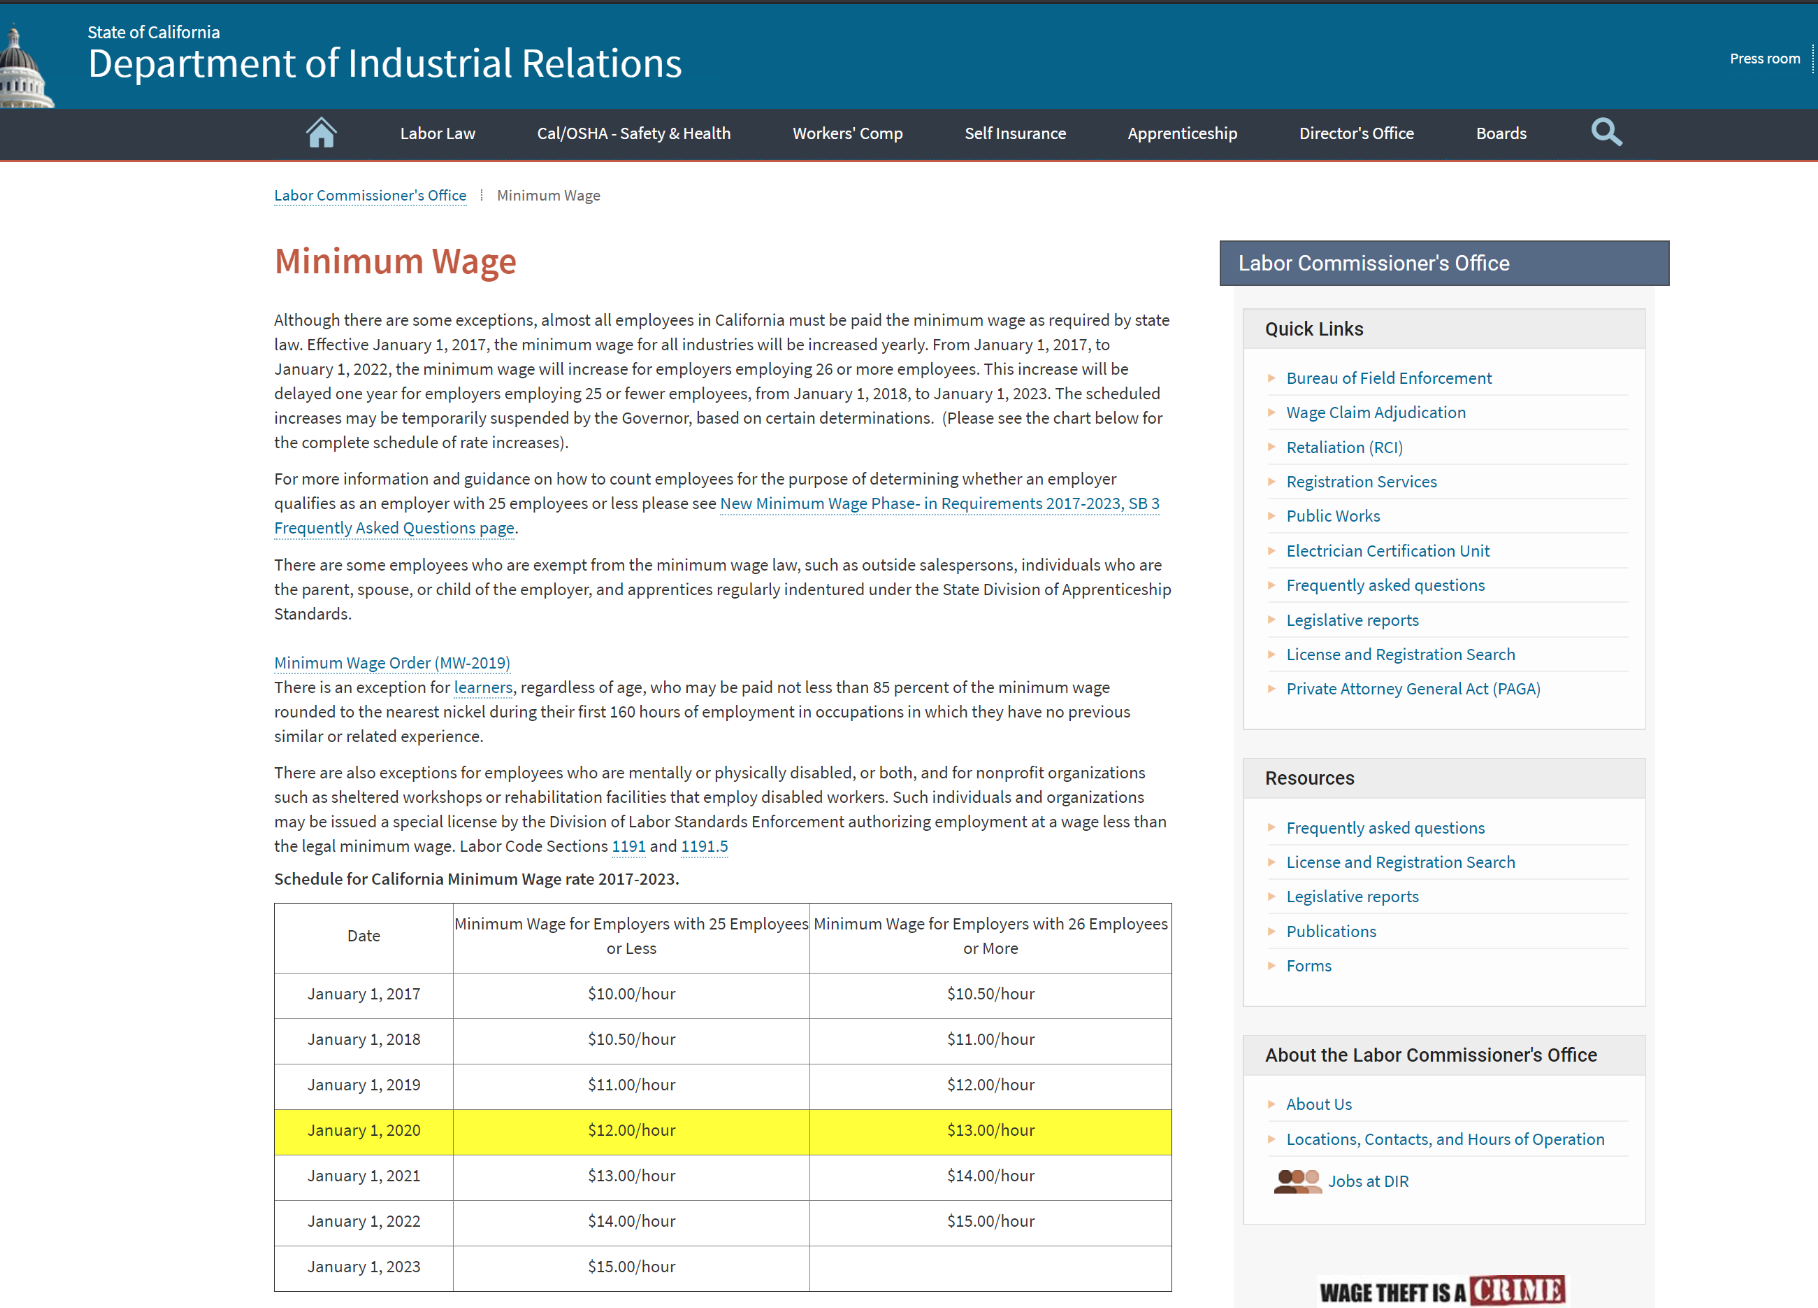 State of California
Department of Industrial Relations
Press room
Labor Law
Cal/OSHA - Safety & Health
Workers' Comp
Self Insurance
Apprenticeship
Director's Office
Boards
Labor Commissioner's Office
Minimum Wage
Minimum Wage
Although there are some exceptions, almost all employees in California must be paid the minimum wage as required by state
law. Effective January 1, 2017, the minimum wage for all industries will be increased yearly. From January 1, 2017, to
January 1, 2022, the minimum wage will increase for employers employing 26 or more employees. This increase will be
delayed one year for employers employing 25 or fewer employees, from January 1, 2018, to January 1, 2023. The scheduled
increases may be temporarily suspended by the Governor, based on certain determinations. (Please see the chart below for
the complete schedule of rate increases).
For more information and guidance on how to count employees for the purpose of determining whether an employer
qualifies as an employer with 25 employees or less please see New Minimum Wage Phase- in Requirements 2017-2023, SB 3
Frequently Asked Questions page.
There are some employees who are exempt from the minimum wage law, such as outside salespersons, individuals who are
the parent, spouse, or child of the employer, and apprentices regularly indentured under the State Division of Apprenticeship
Standards.
Minimum Wage Order (MW-2019)
There is an exception for learners, regardless of age, who may be paid not less than 85 percent of the minimum wage
rounded to the nearest nickel during their first 160 hours of employment in occupations in which they have no previous
similar or related experience.
There are also exceptions for employees who are mentally or physically disabled, or both, and for nonprofit organizations
such as sheltered workshops or rehabilitation facilities that employ disabled workers. Such individuals and organizations
may be issued a special license by the Division of Labor Standards Enforcement authorizing employment at a wage less than
the legal minimum wage. Labor Code Sections 1191 and 1191.5
Schedule for California Minimum Wage rate 2017-2023.
Date
Minimum Wage for Employers with 25 Employees
or Less
Minimum Wage for Employers with 26 Employees
or More
January 1, 2017 $10.00/hour $10.50/hour
January 1, 2018 $10.50/hour $11.00/hour
January 1, 2019 $11.00/hour $12.00/hour
January 1, 2020 $12.00/hour $13.00/hour
January 1, 2021 $13.00/hour $14.00/hour
January 1, 2022 $14.00/hour $15.00/hour
January 1, 2023 $15.00/hour
Labor Commissioner's Office
Quick Links
Bureau of Field Enforcement
Wage Claim Adjudication
Retaliation (RCI)
Registration Services
Public Works
Electrician Certification Unit
Frequently asked questions
Legislative reports
License and Registration Search
Private Attorney General Act (PAGA)
Resources
Frequently asked questions
License and Registration Search
Legislative reports
Publications
Forms
About the Labor Commissioner's Office
About Us
Locations, Contacts, and Hours of Operation
Jobs at DIR
WAGE THEFT IS A CRIME